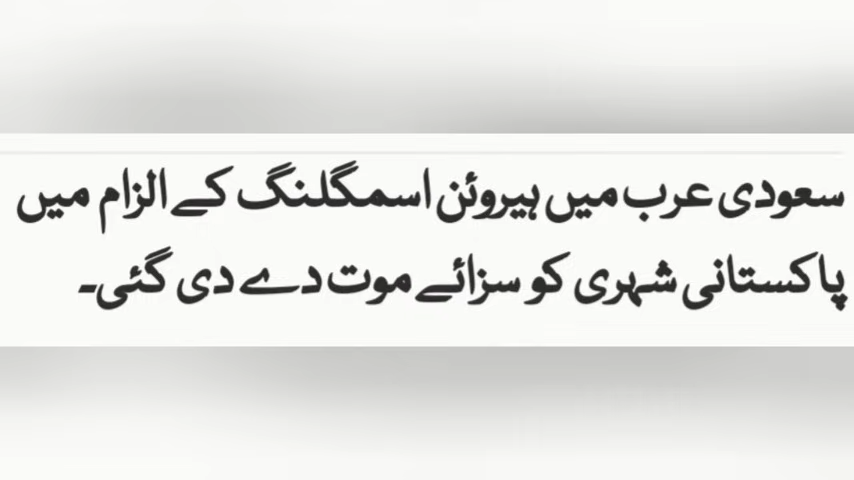 سعودی عرب میں ہیروئن اسمگلنگ کے الزام میں
پاکستانی شہری کو سزائے موت دے دی گئی۔